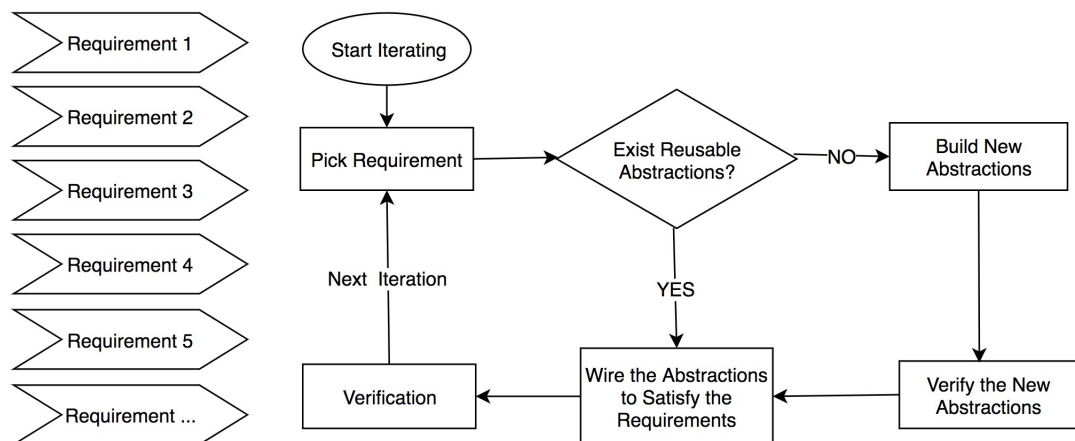 Requirement 1
Requirement 2
Requirement 3
Requirement 4
Requirement 5
Requirement ...
Start Iterating
Pick Requirement
Exist Reusable
Abstractions?
NO
Build New
Abstractions
YES
Next Iteration
Verification
Wire the Abstractions
to Satisfy the
Requirements
Verify the New
Abstractions